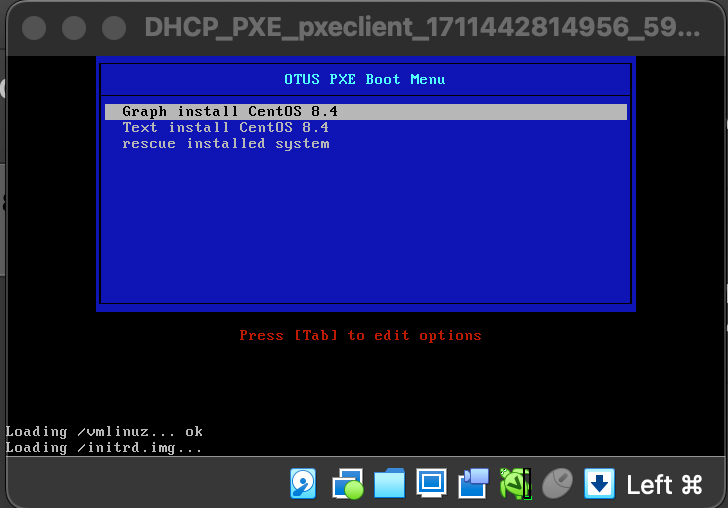 DHCP_PXE_pxeclient_1711442814956_59...
OTUS PXE Boot Menu
Graph install CentOS 8.4
Text install CentOS 8.4
rescue installed system
Press [Tab] to edit options
Loading /vmlinuz... ok
Loading /initrd.img...
Left ⌘